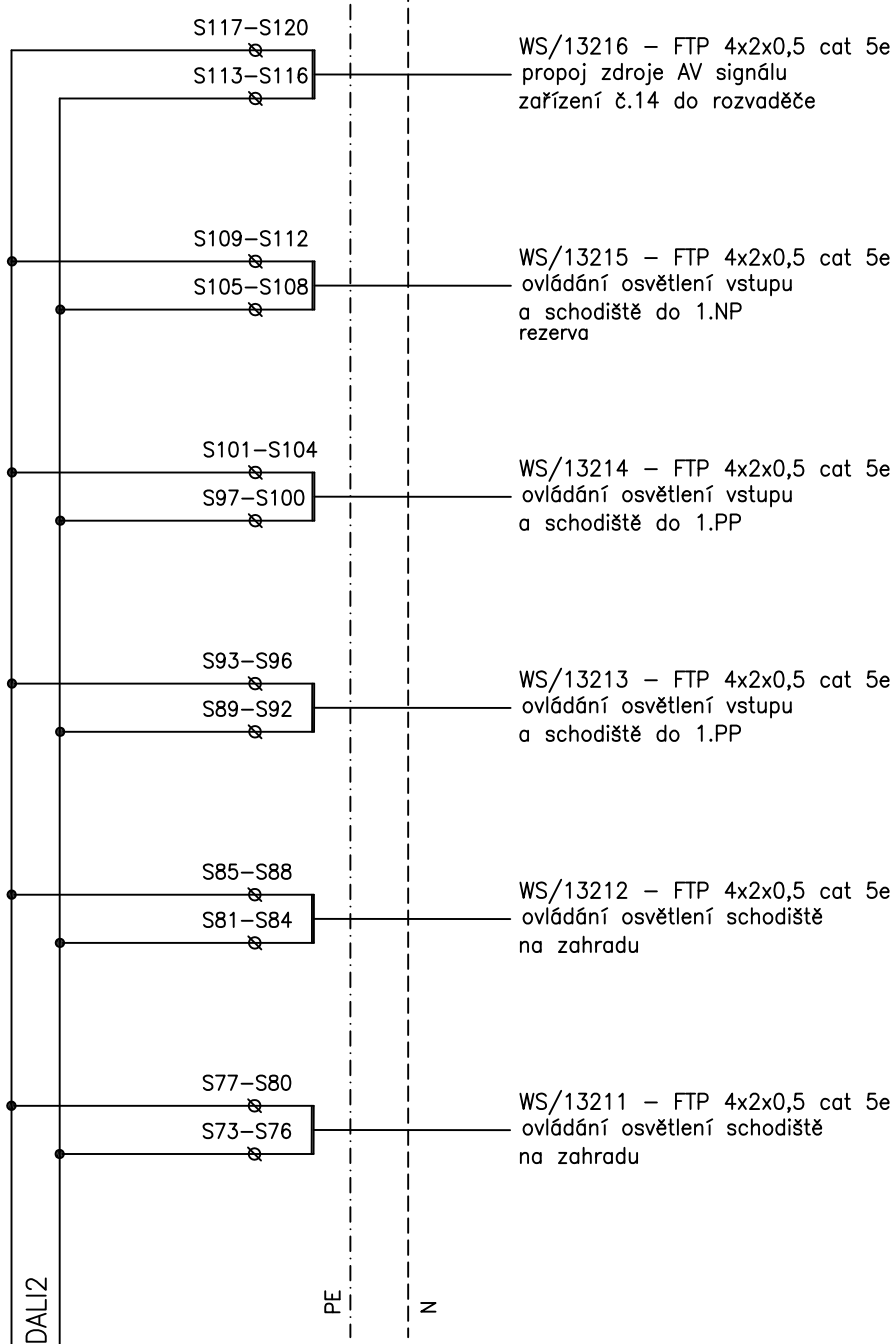 S117-S120
S113-S116
WS/13216 - FTP 4x2x0,5 cat 5e
propoj zdroje AV signálu
zařízení č.14 do rozvaděče
S109-S112
S105-S108
WS/13215 - FTP 4x2x0,5 cat 5e
ovládání osvětlení vstupu
a schodiště do 1.NP
rezerva
S101-S104
S97-S100
WS/13214 - FTP 4x2x0,5 cat 5e
ovládání osvětlení vstupu
a schodiště do 1.PP
S93-S96
S89-S92
WS/13213 - FTP 4x2x0,5 cat 5e
ovládání osvětlení vstupu
a schodiště do 1.PP
S85-S88
S81-S84
WS/13212 - FTP 4x2x0,5 cat 5e
ovládání osvětlení schodiště
na zahradu
S77-S80
S73-S76
WS/13211 - FTP 4x2x0,5 cat 5e
ovládání osvětlení schodiště
na zahradu
DALI2
PE
N